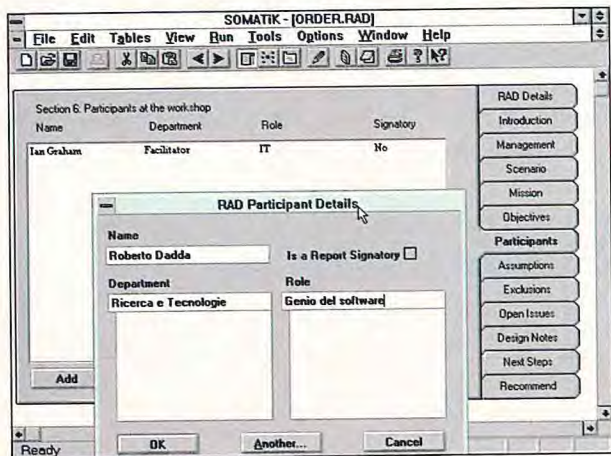 SOMATiK - [ORDER.RAD]
File Edit Tables View Run Tools Options Window Help
Section 6: Participants at the workshop
Name Department Role Signatory
Ian Graham Facilitator IT No
RAD Details
Introduction
Management
Scenario
Mission
Objectives
Participants
Assumptions
Exclusions
Open Issues
Design Notes
Next Steps
Recommend
RAD Participant Details
Name
Roberto Dadda
Is a Report Signatory
Department
Role
Ricerca e Tecnologie
Genio del software
Add
OK Another... Cancel
Ready